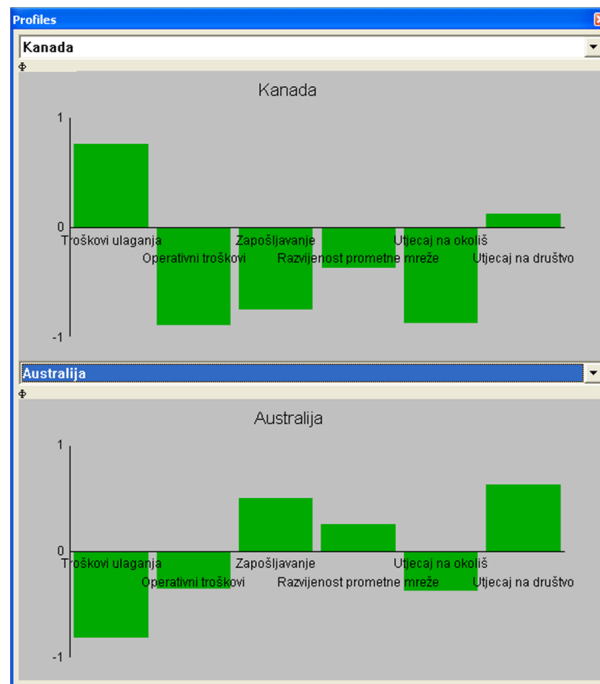 Profiles
Kanada
Φ
Kanada
1
0
Troškovi ulaganja Zapošljavanje Utjecaj na okoliš
Operativni troškovi Razvijenost prometne mreže Utjecaj na društvo
-1
Australija
Φ
Australija
1
0
Troškovi ulaganja Zapošljavanje Utjecaj na okoliš
Operativni troškovi Razvijenost prometne mreže Utjecaj na društvo
-1